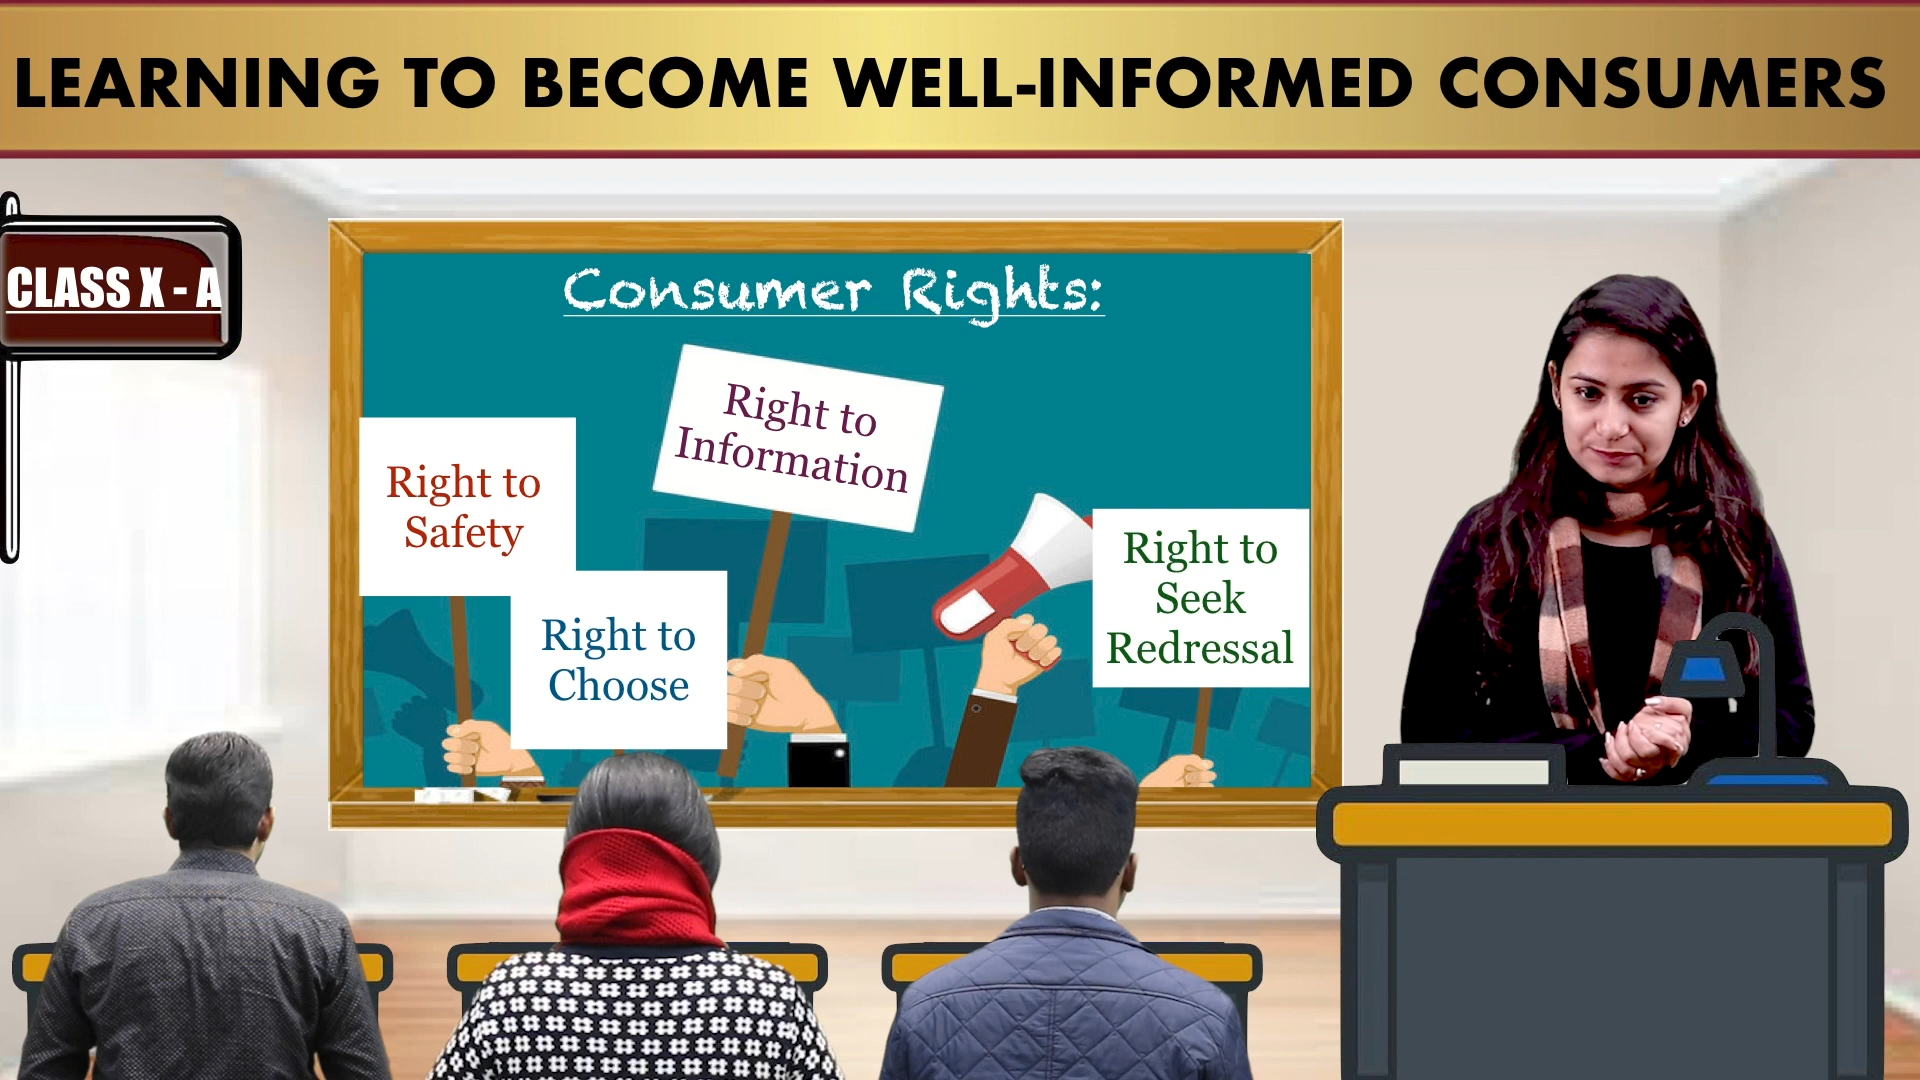 LEARNING TO BECOME WELL-INFORMED CONSUMERS
CLASS X - A
Consumer Rights:
Right to
Information
Right to
Safety
Right to
Choose
Right to
Seek
Redressal